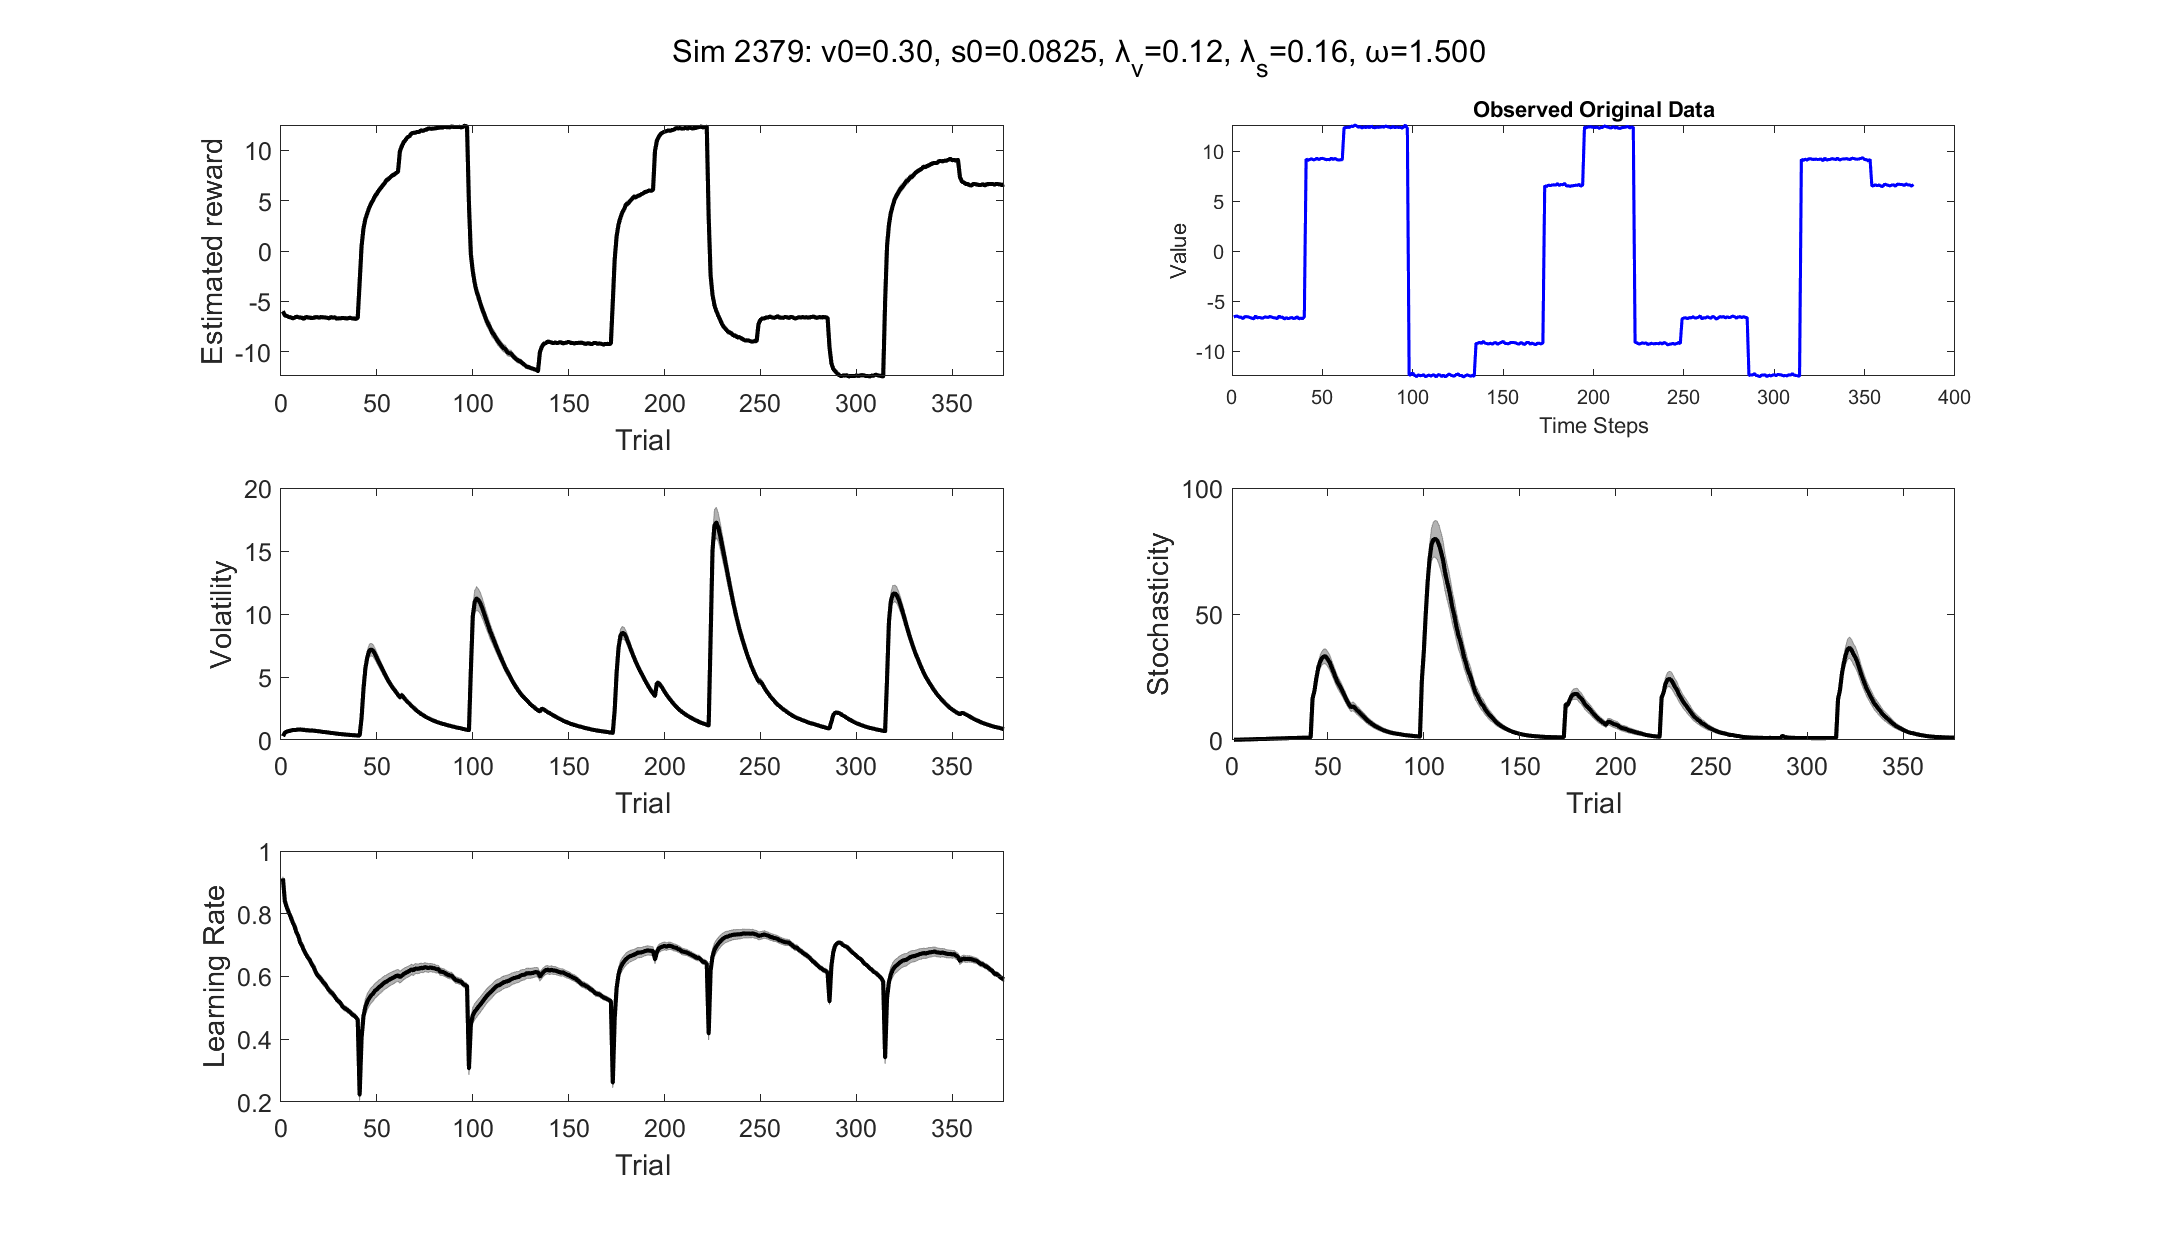 Sim 2379: v0=0.30, s0=0.0825, λ_v=0.12, λ_s=0.16, ω=1.500
Estimated reward
10
5
0
-5
-10
0 50 100 150 200 250 300 350
Trial
Observed Original Data
Value
10
5
0
-5
-10
0 50 100 150 200 250 300 350 400
Time Steps
Volatility
20
15
10
5
0
0 50 100 150 200 250 300 350
Trial
Stochasticity
100
50
0
0 50 100 150 200 250 300 350
Trial
Learning Rate
1
0.8
0.6
0.4
0.2
0 50 100 150 200 250 300 350
Trial